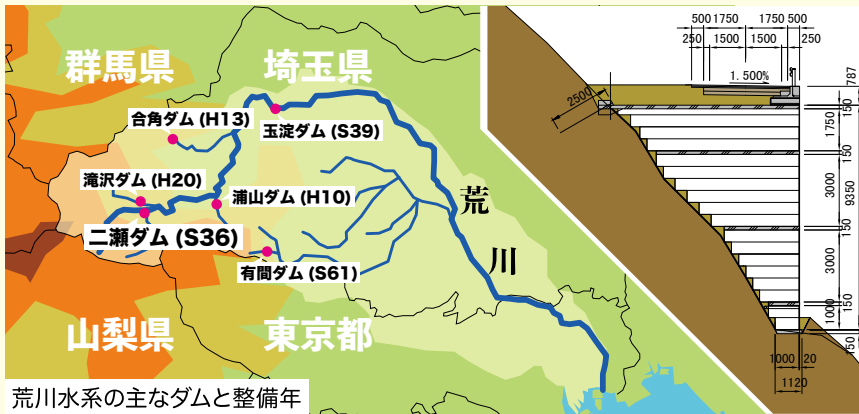 群馬県
埼玉県
合角ダム (H13)
玉淀ダム (S39)
滝沢ダム (H20)
浦山ダム (H10)
二瀬ダム (S36)
有間ダム (S61)
荒
川
山梨県
東京都
荒川水系の主なダムと整備年
500 1750 1750 500
250 1500 1500 250
1.500%
2500
787
150
1750
150
3000
9350
150
3000
150
1000
150
1000 20
1120